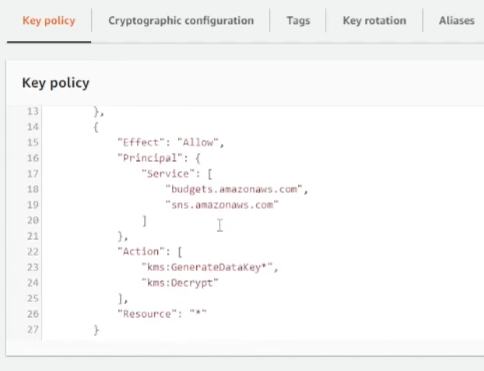 Key policy
Cryptographic configuration
Tags
Key rotation
Aliases
Key policy
13 },
14 {
15 "Effect": "Allow",
16 "Principal": {
17 "Service": [
18 "budgets.amazonaws.com",
19 "sns.amazonaws.com"
20 ]
21 },
22 "Action": [
23 "kms:GenerateDataKey*",
24 "kms:Decrypt"
25 ],
26 "Resource": "*"
27 }